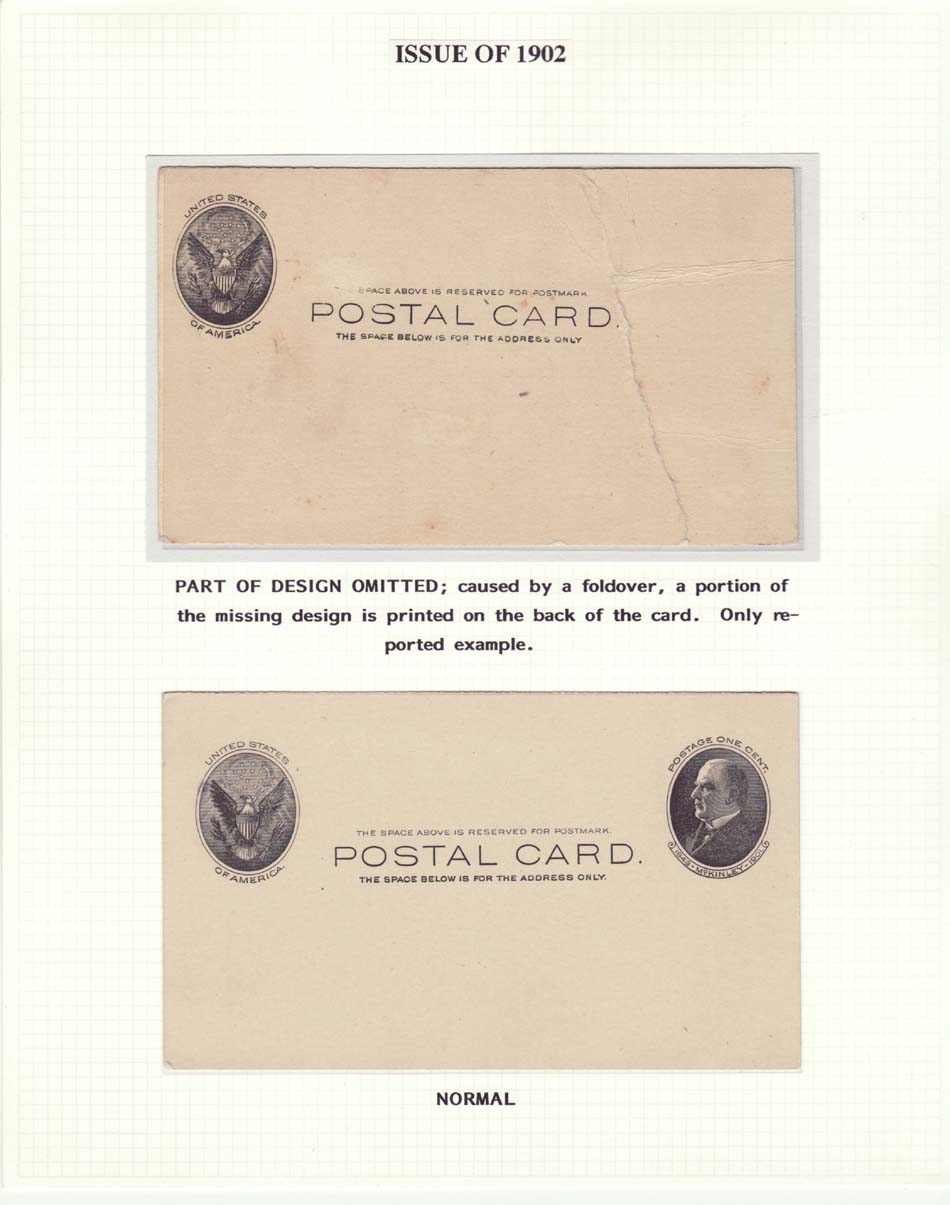 ISSUE OF 1902
UNITED STATES
OF AMERICA.
SPACE ABOVE IS RESERVED FOR POSTMARK
POSTAL CARD.
THE SPACE BELOW IS FOR THE ADDRESS ONLY
PART OF DESIGN OMITTED; caused by a foldover, a portion of
the missing design is printed on the back of the card. Only re-
ported example.
UNITED STATES
OF AMERICA.
THE SPACE ABOVE IS RESERVED FOR POSTMARK.
POSTAL CARD.
THE SPACE BELOW IS FOR THE ADDRESS ONLY.
POSTAGE ONE CENT.
1843-McKINLEY-1901.
NORMAL